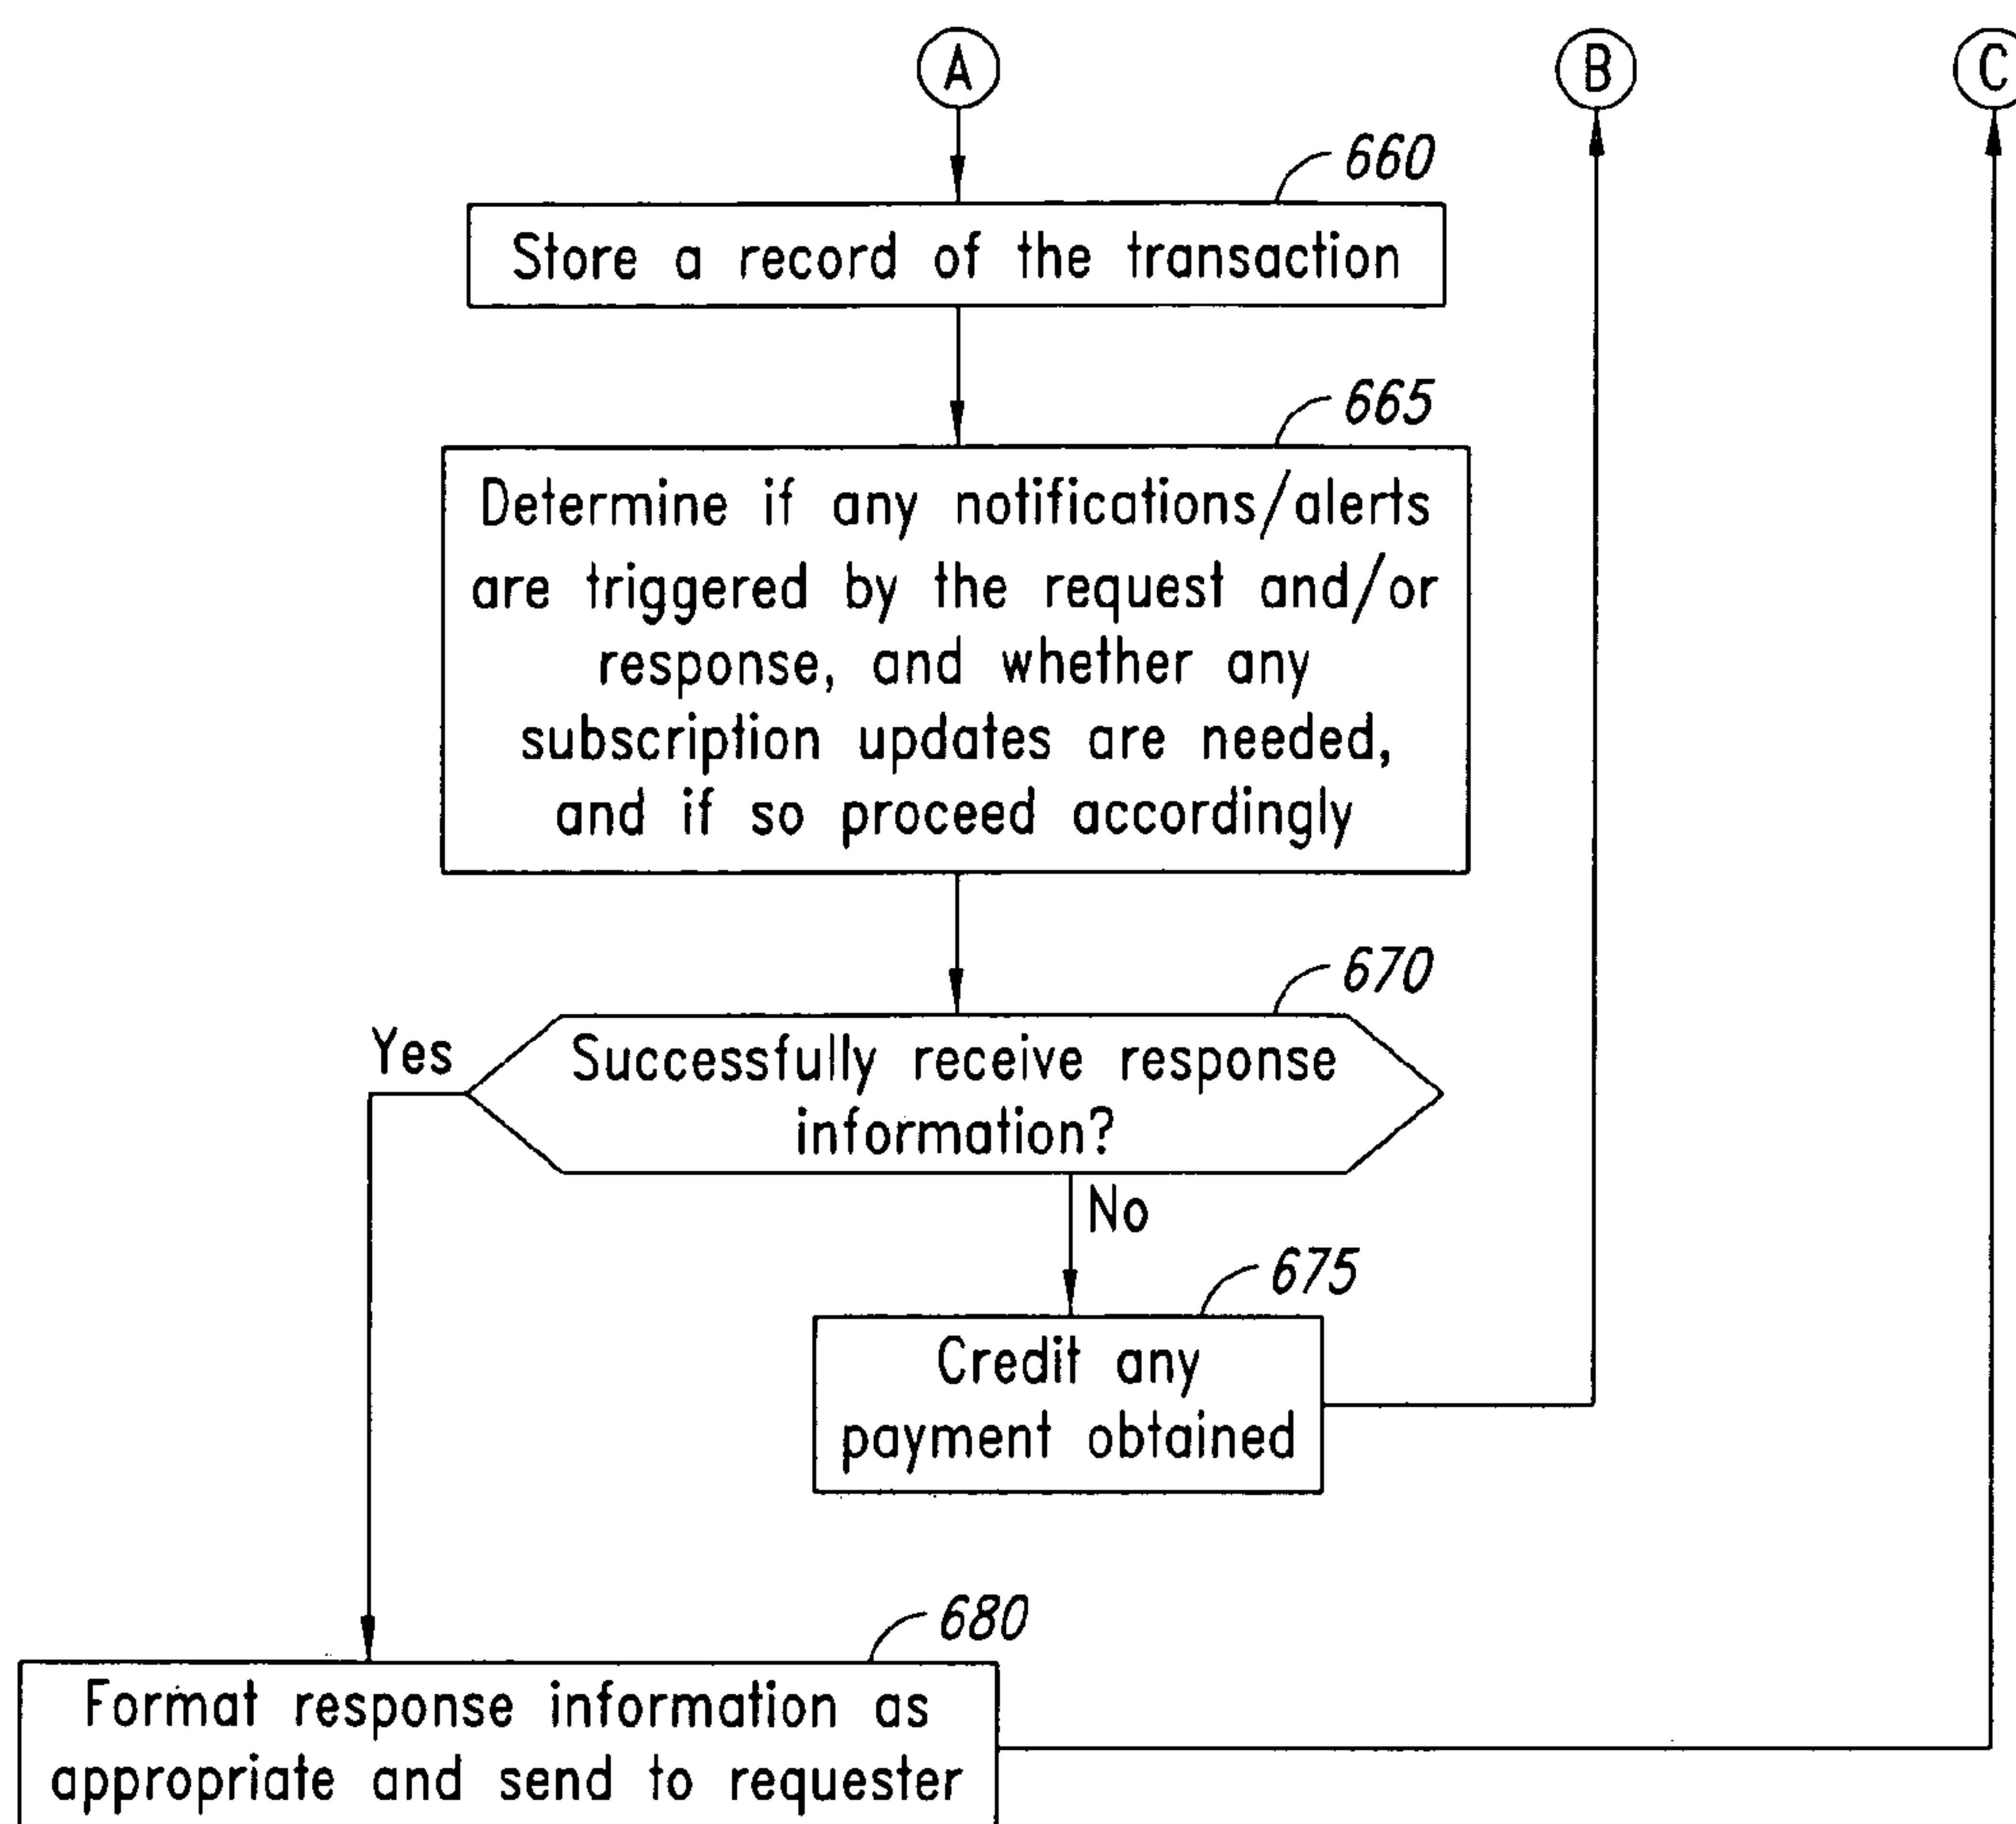 A
B
C
660
Store a record of the transaction
665
Determine if any notifications/alerts
are triggered by the request and/or
response, and whether any
subscription updates are needed,
and if so proceed accordingly
670
Yes
Successfully receive response
information?
No
675
Credit any
payment obtained
680
Format response information as
appropriate and send to requester